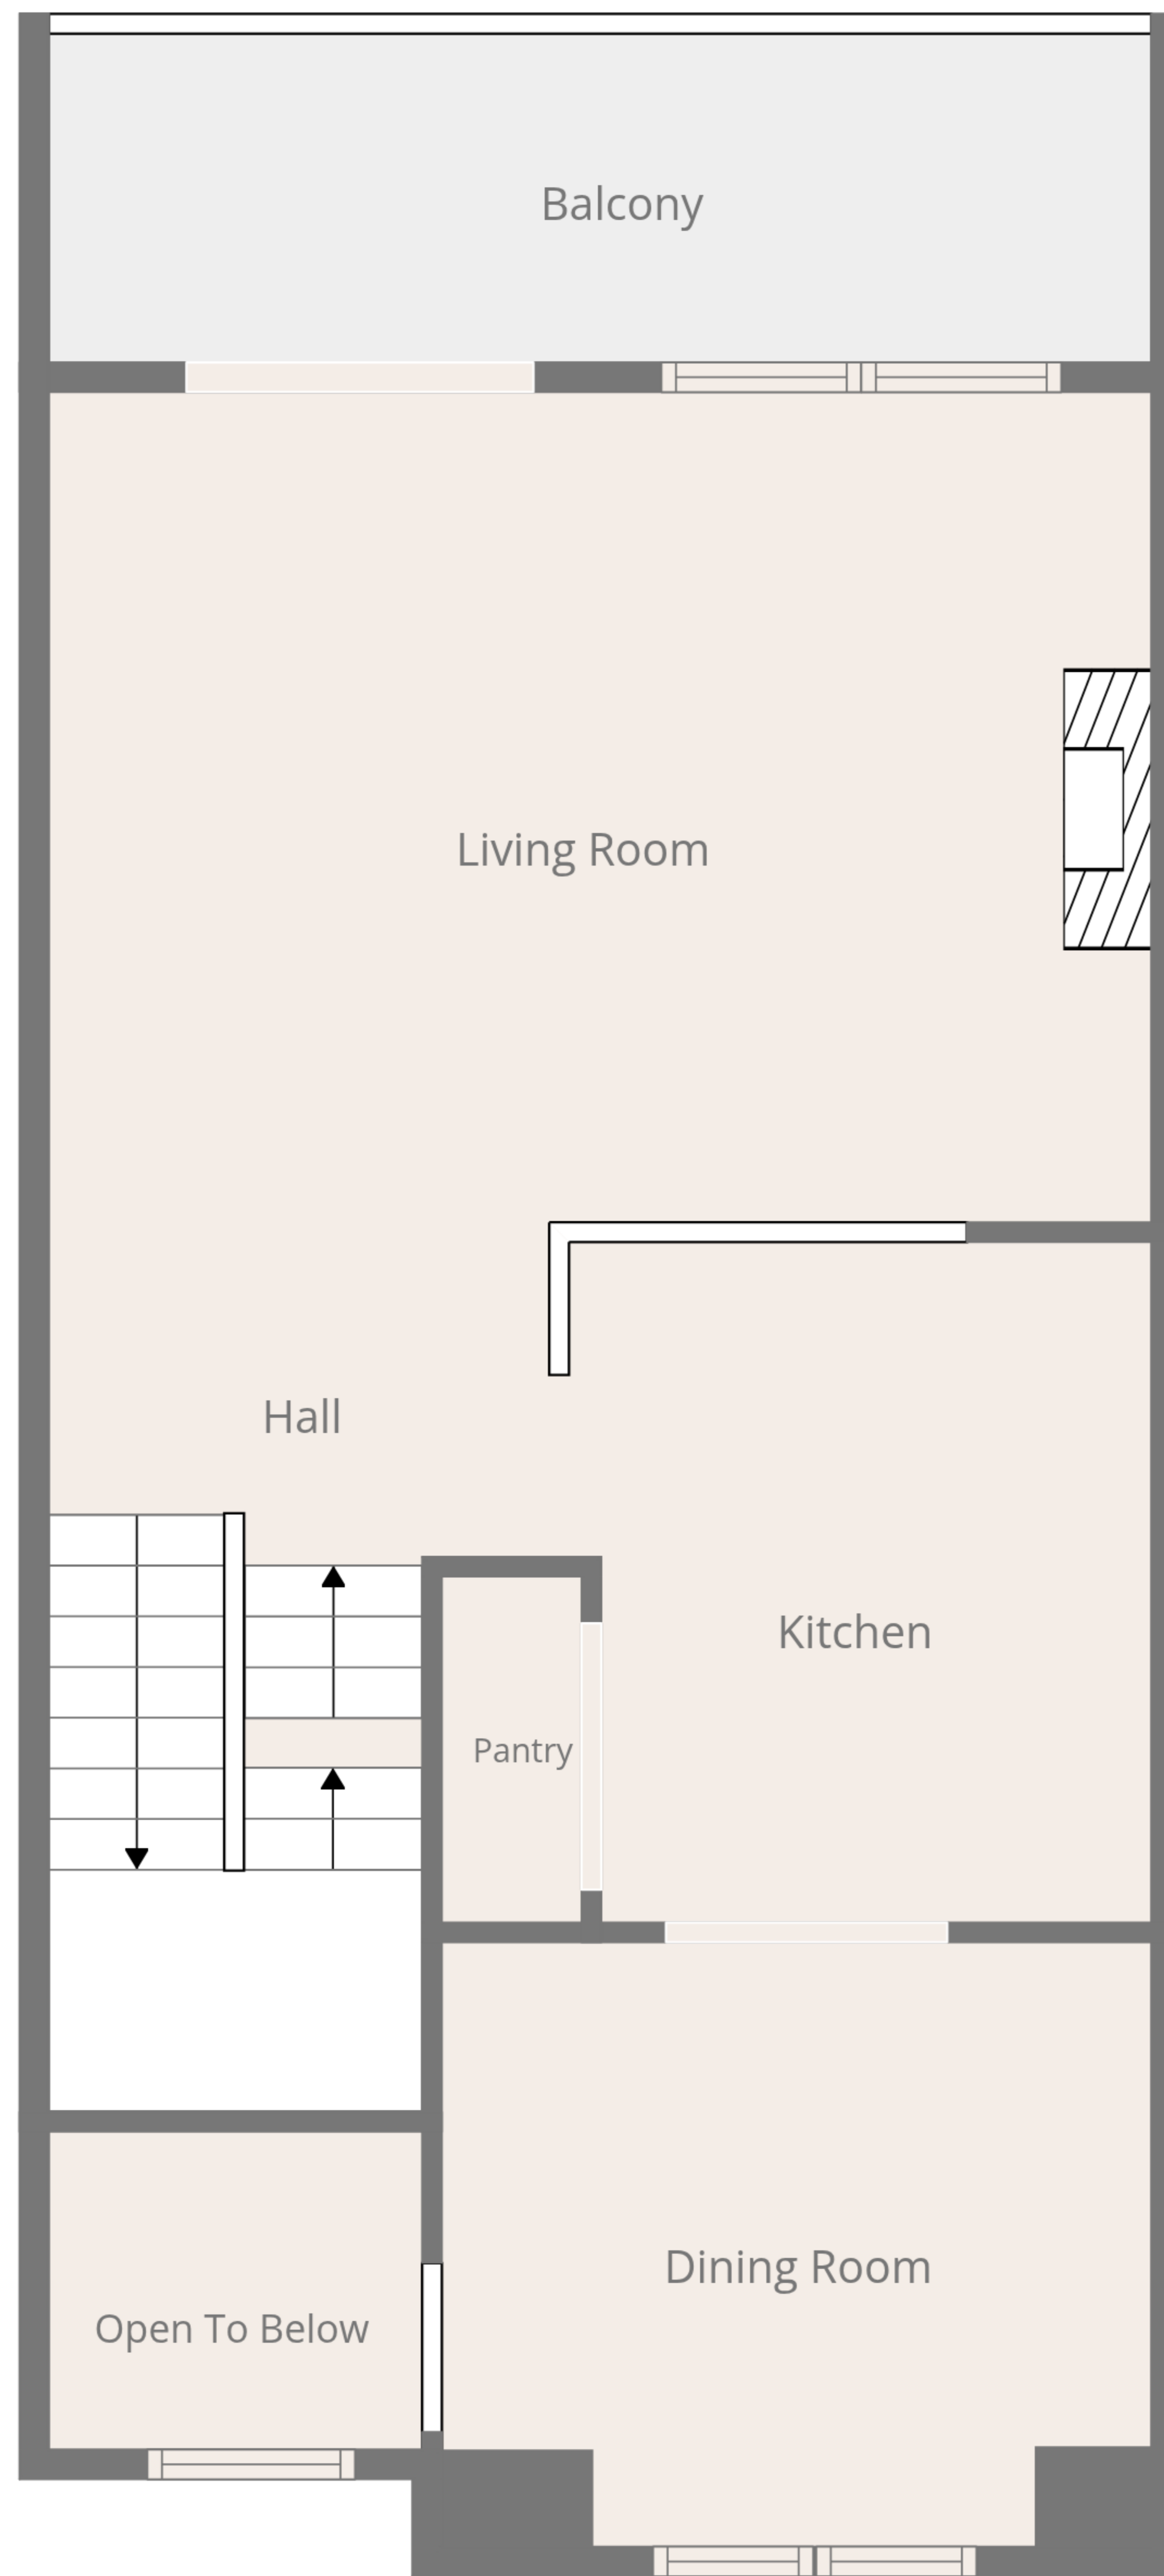 Balcony
Living Room
Hall
Kitchen
Pantry
Dining Room
Open To Below